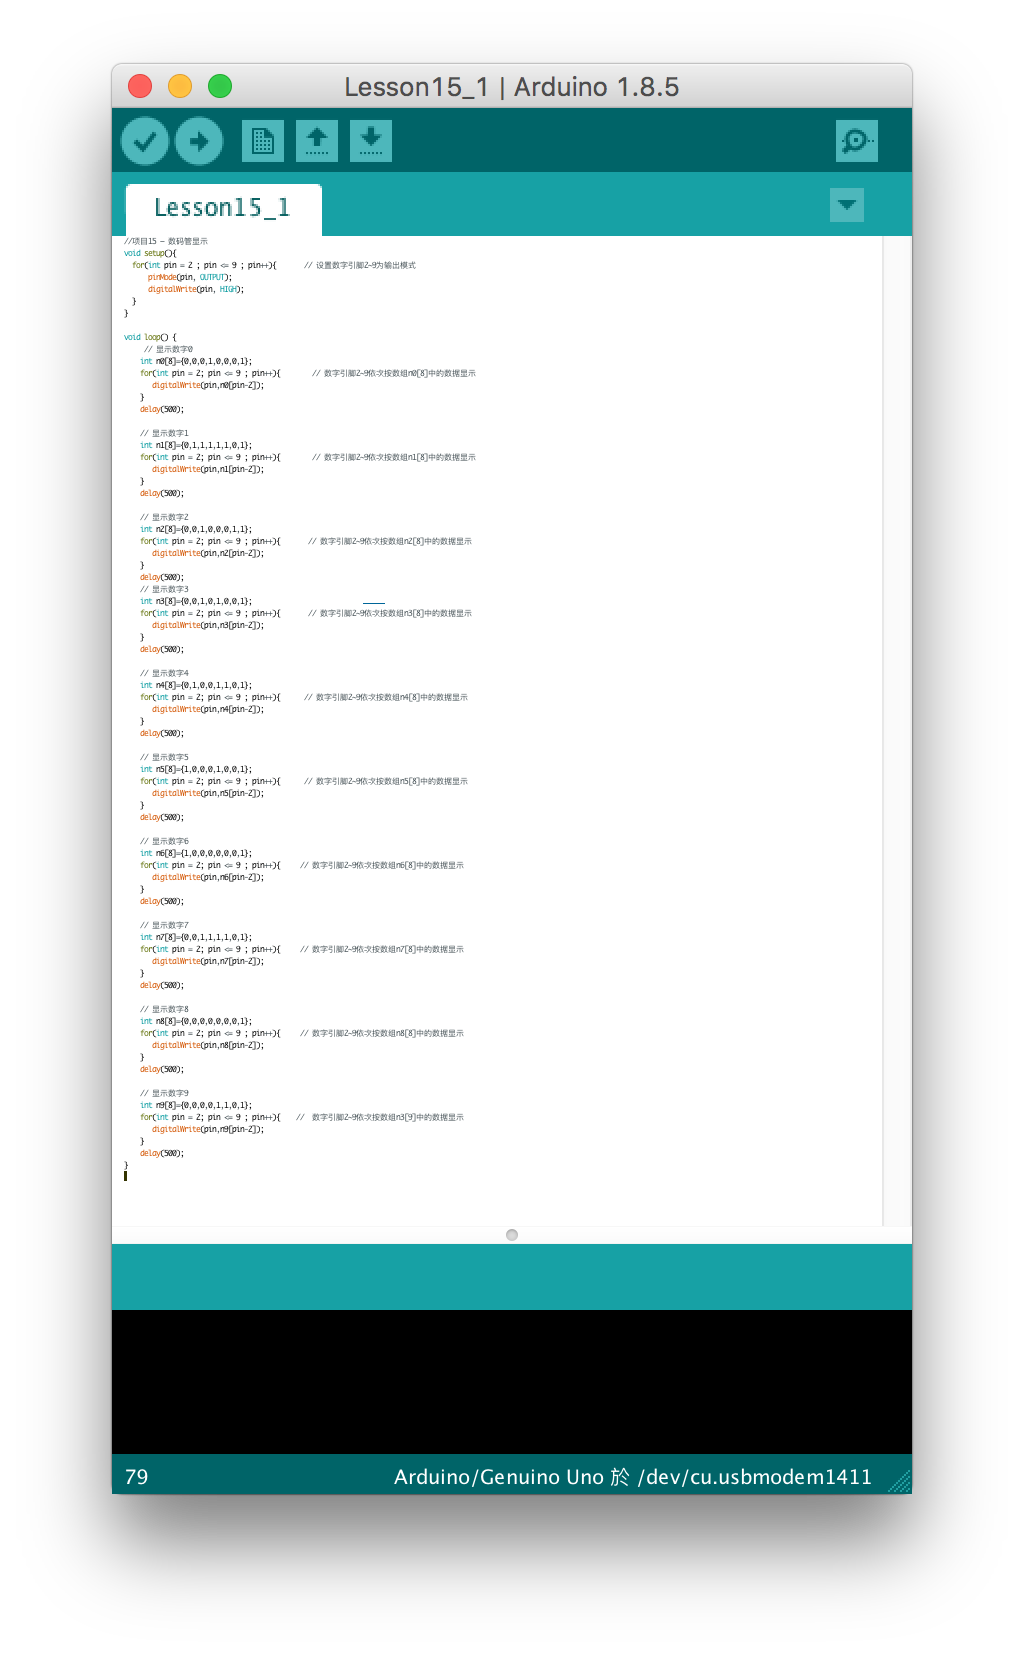 Lesson15_1 | Arduino 1.8.5
Lesson15_1
//项目15 - 数码管显示
void setup(){
for(int pin = 2 ; pin <= 9 ; pin++){ // 设置数字引脚2~9为输出模式
pinMode(pin, OUTPUT);
digitalWrite(pin, HIGH);
}
}
void loop() {
// 显示数字0
int n0[8]={0,0,0,1,0,0,0,1};
for(int pin = 2; pin <= 9 ; pin++){ // 数字引脚2~9依次按数组n0[8]中的数据显示
digitalWrite(pin,n0[pin-2]);
}
delay(500);
// 显示数字1
int n1[8]={0,1,1,1,1,1,0,1};
for(int pin = 2; pin <= 9 ; pin++){ // 数字引脚2~9依次按数组n1[8]中的数据显示
digitalWrite(pin,n1[pin-2]);
}
delay(500);
// 显示数字2
int n2[8]={0,0,1,0,0,0,1,1};
for(int pin = 2; pin <= 9 ; pin++){ // 数字引脚2~9依次按数组n2[8]中的数据显示
digitalWrite(pin,n2[pin-2]);
}
delay(500);
// 显示数字3
int n3[8]={0,0,1,0,1,0,0,1};
for(int pin = 2; pin <= 9 ; pin++){ // 数字引脚2~9依次按数组n3[8]中的数据显示
digitalWrite(pin,n3[pin-2]);
}
delay(500);
// 显示数字4
int n4[8]={0,1,0,0,1,1,0,1};
for(int pin = 2; pin <= 9 ; pin++){ // 数字引脚2~9依次按数组n4[8]中的数据显示
digitalWrite(pin,n4[pin-2]);
}
delay(500);
// 显示数字5
int n5[8]={1,0,0,0,1,0,0,1};
for(int pin = 2; pin <= 9 ; pin++){ // 数字引脚2~9依次按数组n5[8]中的数据显示
digitalWrite(pin,n5[pin-2]);
}
delay(500);
// 显示数字6
int n6[8]={1,0,0,0,0,0,0,1};
for(int pin = 2; pin <= 9 ; pin++){ // 数字引脚2~9依次按数组n6[8]中的数据显示
digitalWrite(pin,n6[pin-2]);
}
delay(500);
// 显示数字7
int n7[8]={0,0,1,1,1,1,0,1};
for(int pin = 2; pin <= 9 ; pin++){ // 数字引脚2~9依次按数组n7[8]中的数据显示
digitalWrite(pin,n7[pin-2]);
}
delay(500);
// 显示数字8
int n8[8]={0,0,0,0,0,0,0,1};
for(int pin = 2; pin <= 9 ; pin++){ // 数字引脚2~9依次按数组n8[8]中的数据显示
digitalWrite(pin,n8[pin-2]);
}
delay(500);
// 显示数字9
int n9[8]={0,0,0,0,1,1,0,1};
for(int pin = 2; pin <= 9 ; pin++){ // 数字引脚2~9依次按数组n3[9]中的数据显示
digitalWrite(pin,n9[pin-2]);
}
delay(500);
}
79 Arduino/Genuino Uno 於 /dev/cu.usbmodem1411